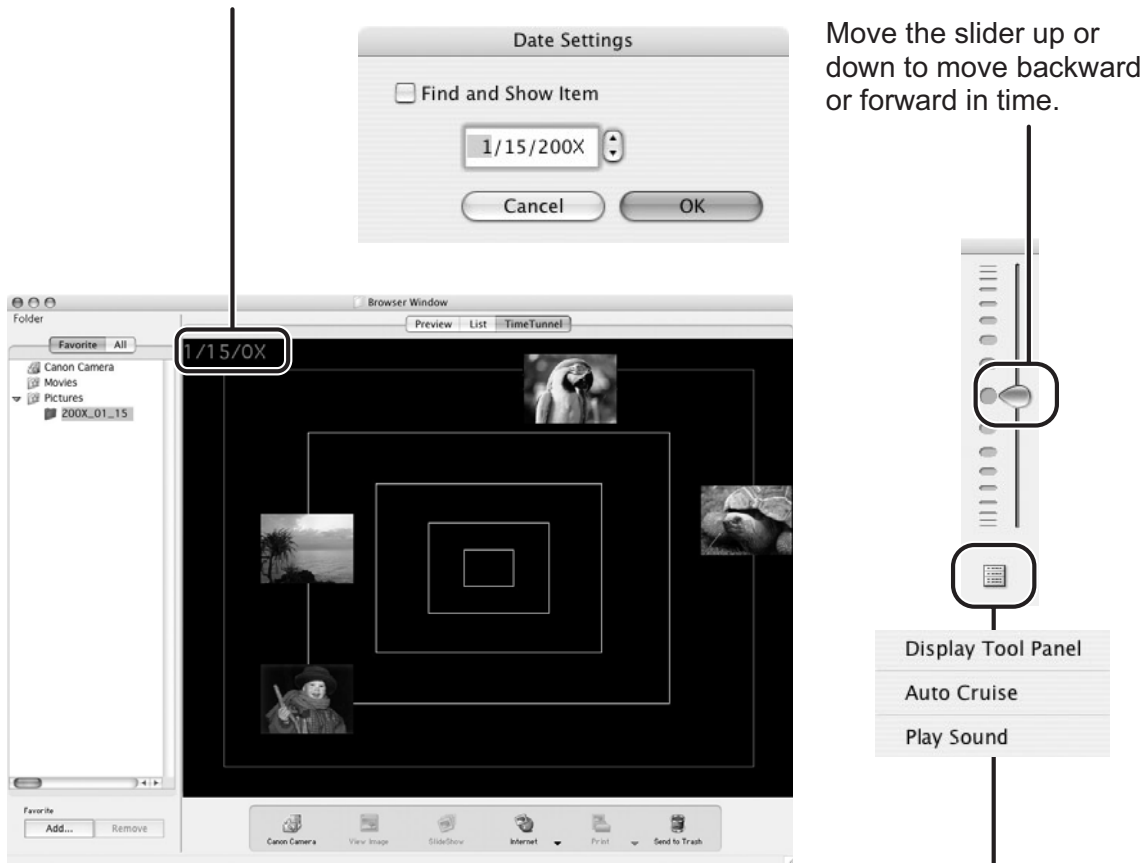 Date Settings
Find and Show Item
1/15/200X
Cancel
OK
Move the slider up or
down to move backward
or forward in time.
Browser Window
Folder
Preview
List
TimeTunnel
Favorite
All
Canon Camera
Movies
Pictures
200X_01_15
1/15/0X
Favorite
Add...
Remove
Canon Camera
View Image
SlideShow
Internet
Print
Send to Trash
Display Tool Panel
Auto Cruise
Play Sound